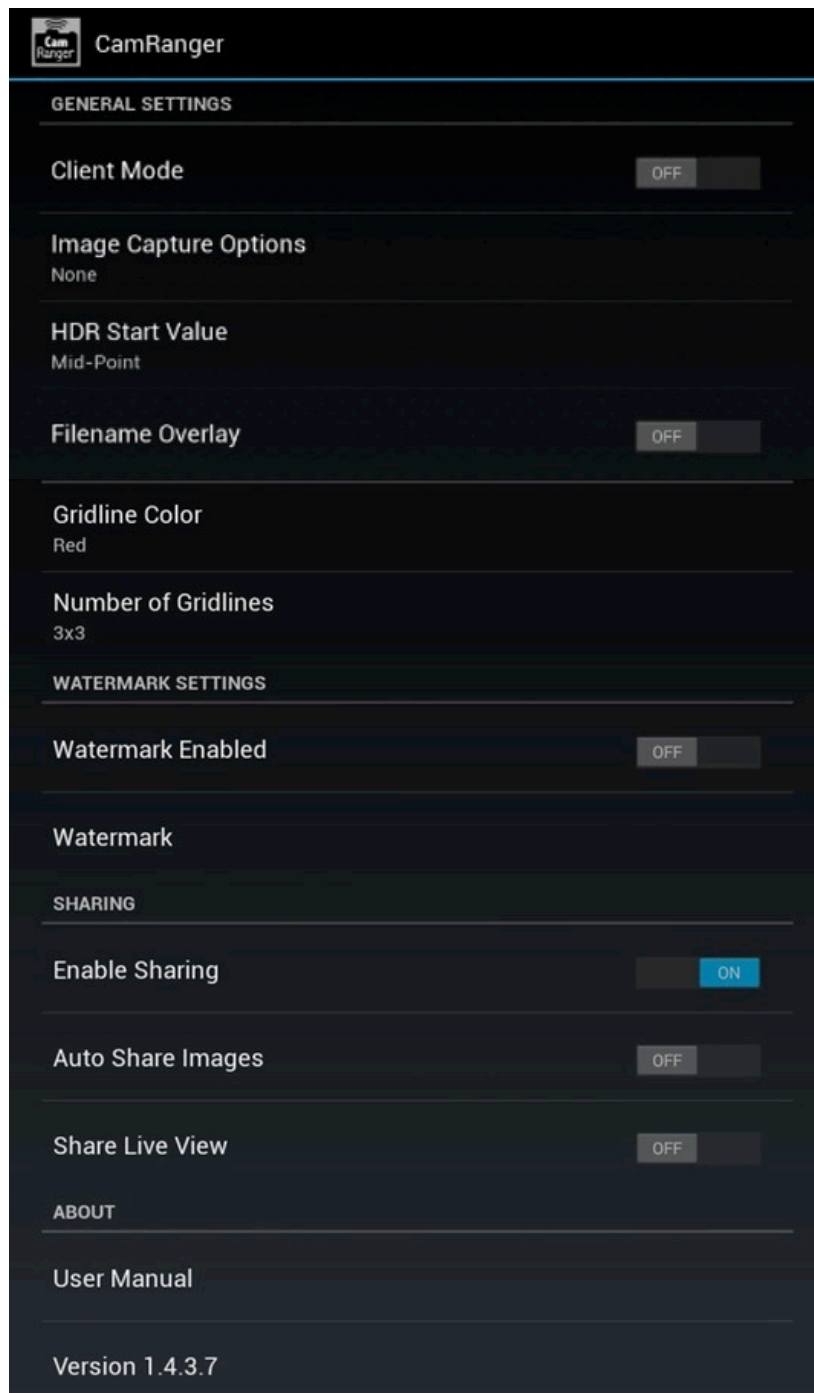 Cam
Ranger
CamRanger
GENERAL SETTINGS
Client Mode
OFF
Image Capture Options
None
HDR Start Value
Mid-Point
Filename Overlay
OFF
Gridline Color
Red
Number of Gridlines
3x3
WATERMARK SETTINGS
Watermark Enabled
OFF
Watermark
SHARING
Enable Sharing
ON
Auto Share Images
OFF
Share Live View
OFF
ABOUT
User Manual
Version 1.4.3.7